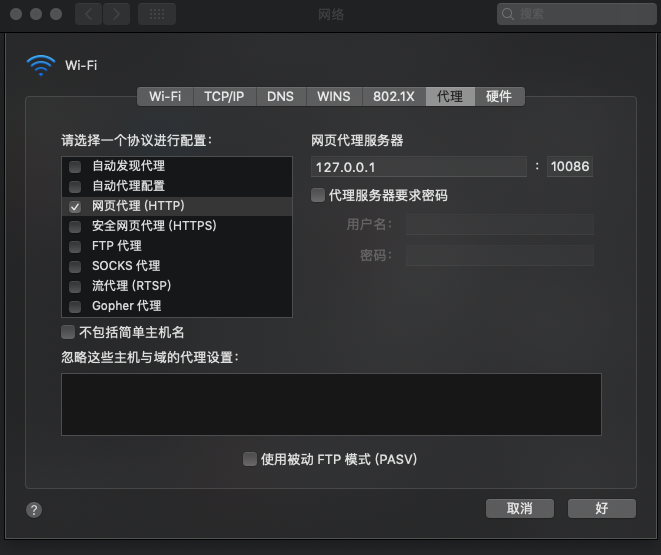 网络
搜索
Wi-Fi
Wi-Fi TCP/IP DNS WINS 802.1X 代理 硬件
请选择一个协议进行配置：
自动发现代理
自动代理配置
网页代理 (HTTP)
安全网页代理 (HTTPS)
FTP 代理
SOCKS 代理
流代理 (RTSP)
Gopher 代理
网页代理服务器
127.0.0.1 : 10086
代理服务器要求密码
用户名：
密码：
不包括简单主机名
忽略这些主机与域的代理设置：
使用被动 FTP 模式 (PASV)
?
取消 好